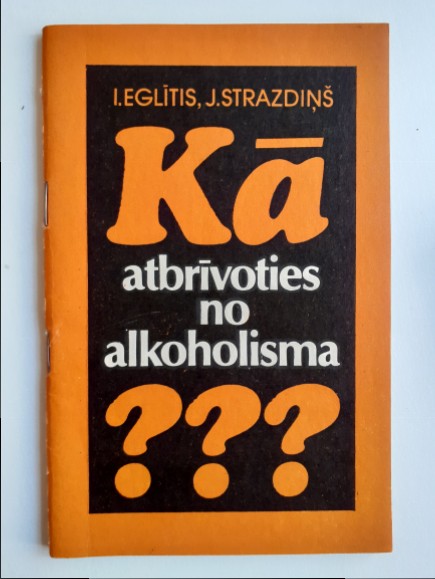 I.EGLĪTIS, J.STRAZDIŅŠ
Kā
atbrīvoties
no
alkoholisma
???